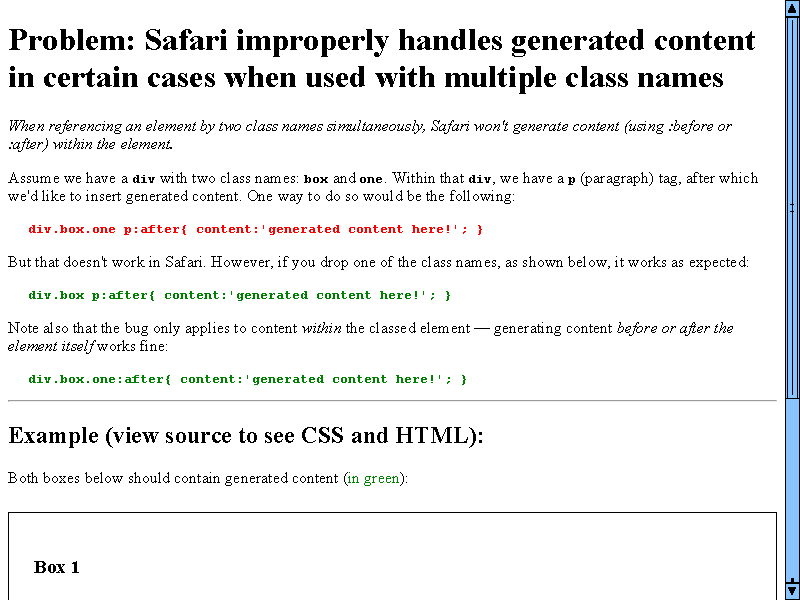 Problem: Safari improperly handles generated content
in certain cases when used with multiple class names
When referencing an element by two class names simultaneously, Safari won't generate content (using :before or
:after) within the element.
Assume we have a div with two class names: box and one. Within that div, we have a p (paragraph) tag, after which
we'd like to insert generated content. One way to do so would be the following:
div.box.one p:after{ content:'generated content here!'; }
But that doesn't work in Safari. However, if you drop one of the class names, as shown below, it works as expected:
div.box p:after{ content:'generated content here!'; }
Note also that the bug only applies to content within the classed element — generating content before or after the
element itself works fine:
div.box.one:after{ content:'generated content here!'; }
Example (view source to see CSS and HTML):
Both boxes below should contain generated content (in green):
Box 1